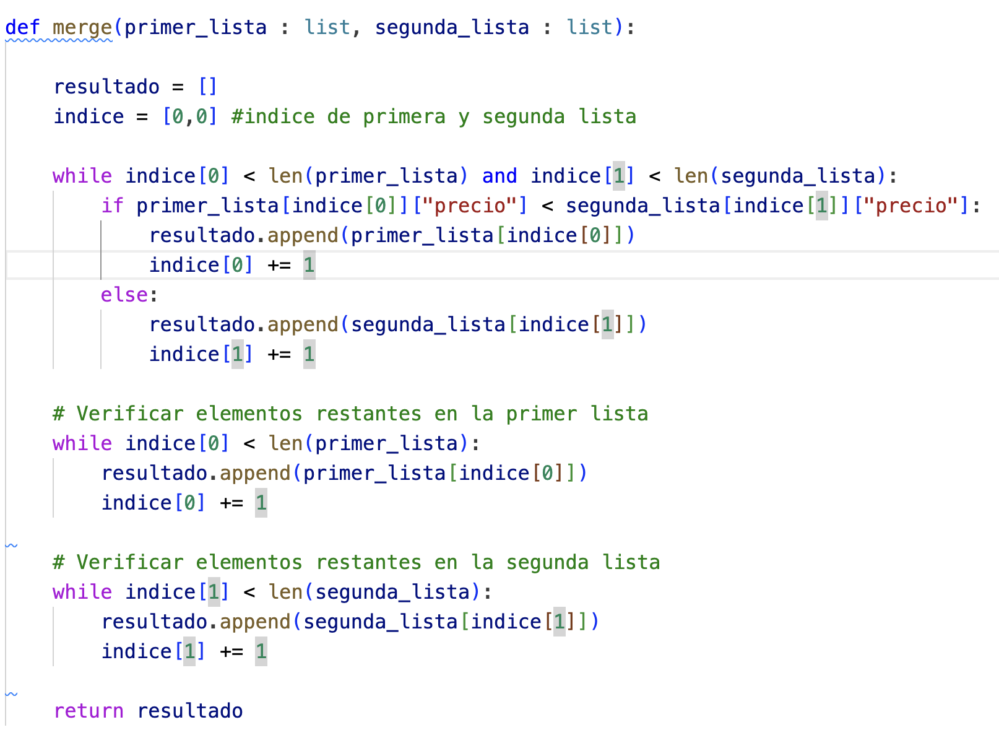 def merge(primer_lista : list, segunda_lista : list):
    resultado = []
    indice = [0,0] #indice de primera y segunda lista
    while indice[0] < len(primer_lista) and indice[1] < len(segunda_lista):
        if primer_lista[indice[0]]["precio"] < segunda_lista[indice[1]]["precio"]:
            resultado.append(primer_lista[indice[0]])
            indice[0] += 1
        else:
            resultado.append(segunda_lista[indice[1]])
            indice[1] += 1
    # Verificar elementos restantes en la primer lista
    while indice[0] < len(primer_lista):
        resultado.append(primer_lista[indice[0]])
        indice[0] += 1
    # Verificar elementos restantes en la segunda lista
    while indice[1] < len(segunda_lista):
        resultado.append(segunda_lista[indice[1]])
        indice[1] += 1
    return resultado